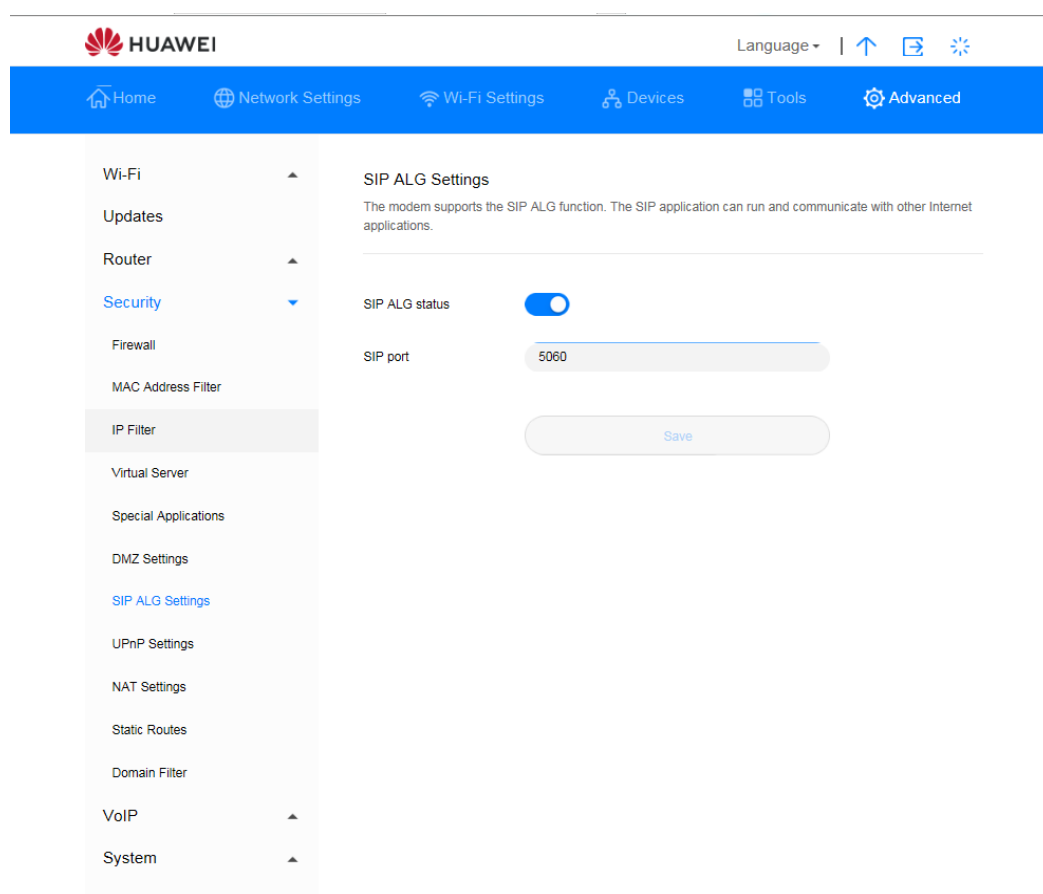 HUAWEI
Language
Home
Network Settings
Wi-Fi Settings
Devices
Tools
Advanced
Wi-Fi
Updates
Router
Security
Firewall
MAC Address Filter
IP Filter
Virtual Server
Special Applications
DMZ Settings
SIP ALG Settings
UPnP Settings
NAT Settings
Static Routes
Domain Filter
VoIP
System
SIP ALG Settings
The modem supports the SIP ALG function. The SIP application can run and communicate with other Internet
applications.
SIP ALG status
SIP port
5060
Save